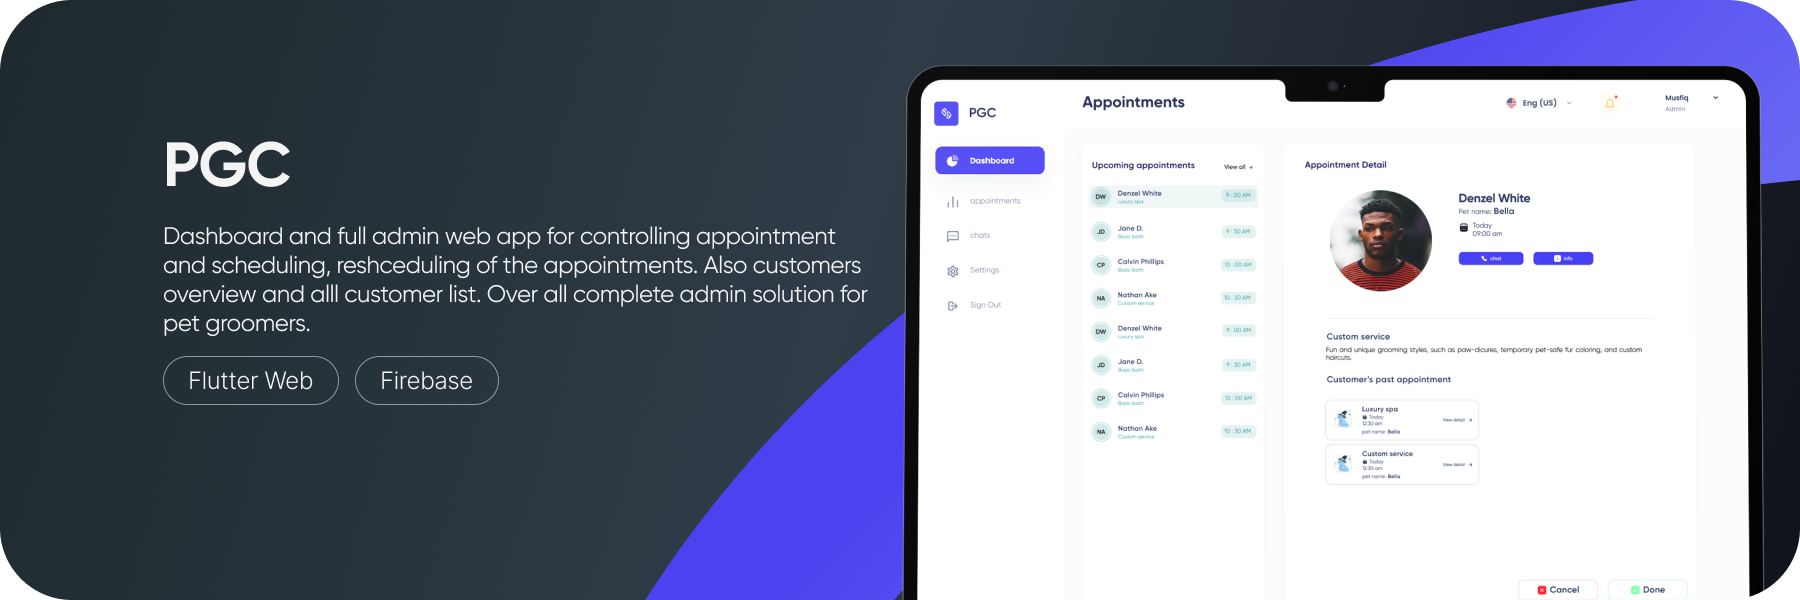 PGC
Dashboard and full admin web app for controlling appointment
and scheduling, reshceduling of the appointments. Also customers
overview and alll customer list. Over all complete admin solution for
pet groomers.
Flutter Web
Firebase
PGC
Dashboard
appointments
chats
Settings
Sign Out
Appointments
Eng (US)
Musfiq
Admin
Upcoming appointments
View all
DW
Denzel White
Luxury spa
9 : 00 AM
JD
Jane D.
Basic bath
9 : 30 AM
CP
Calvin Phillips
Basic bath
10 : 00 AM
NA
Nathan Ake
Custom service
10 : 30 AM
DW
Denzel White
Luxury spa
9 : 00 AM
JD
Jane D.
Basic bath
9 : 30 AM
CP
Calvin Phillips
Basic bath
10 : 00 AM
NA
Nathan Ake
Custom service
10 : 30 AM
Appointment Detail
Denzel White
Pet name: Bella
Today
09:00 am
chat
info
Custom service
Fun and unique grooming styles, such as paw-dicures, temporary pet-safe fur coloring, and custom
haircuts.
Customer's past appointment
Luxury spa
Today
12:30 am
pet name: Bella
View detail
Custom service
Today
12:30 am
pet name: Bella
View detail
Cancel
Done